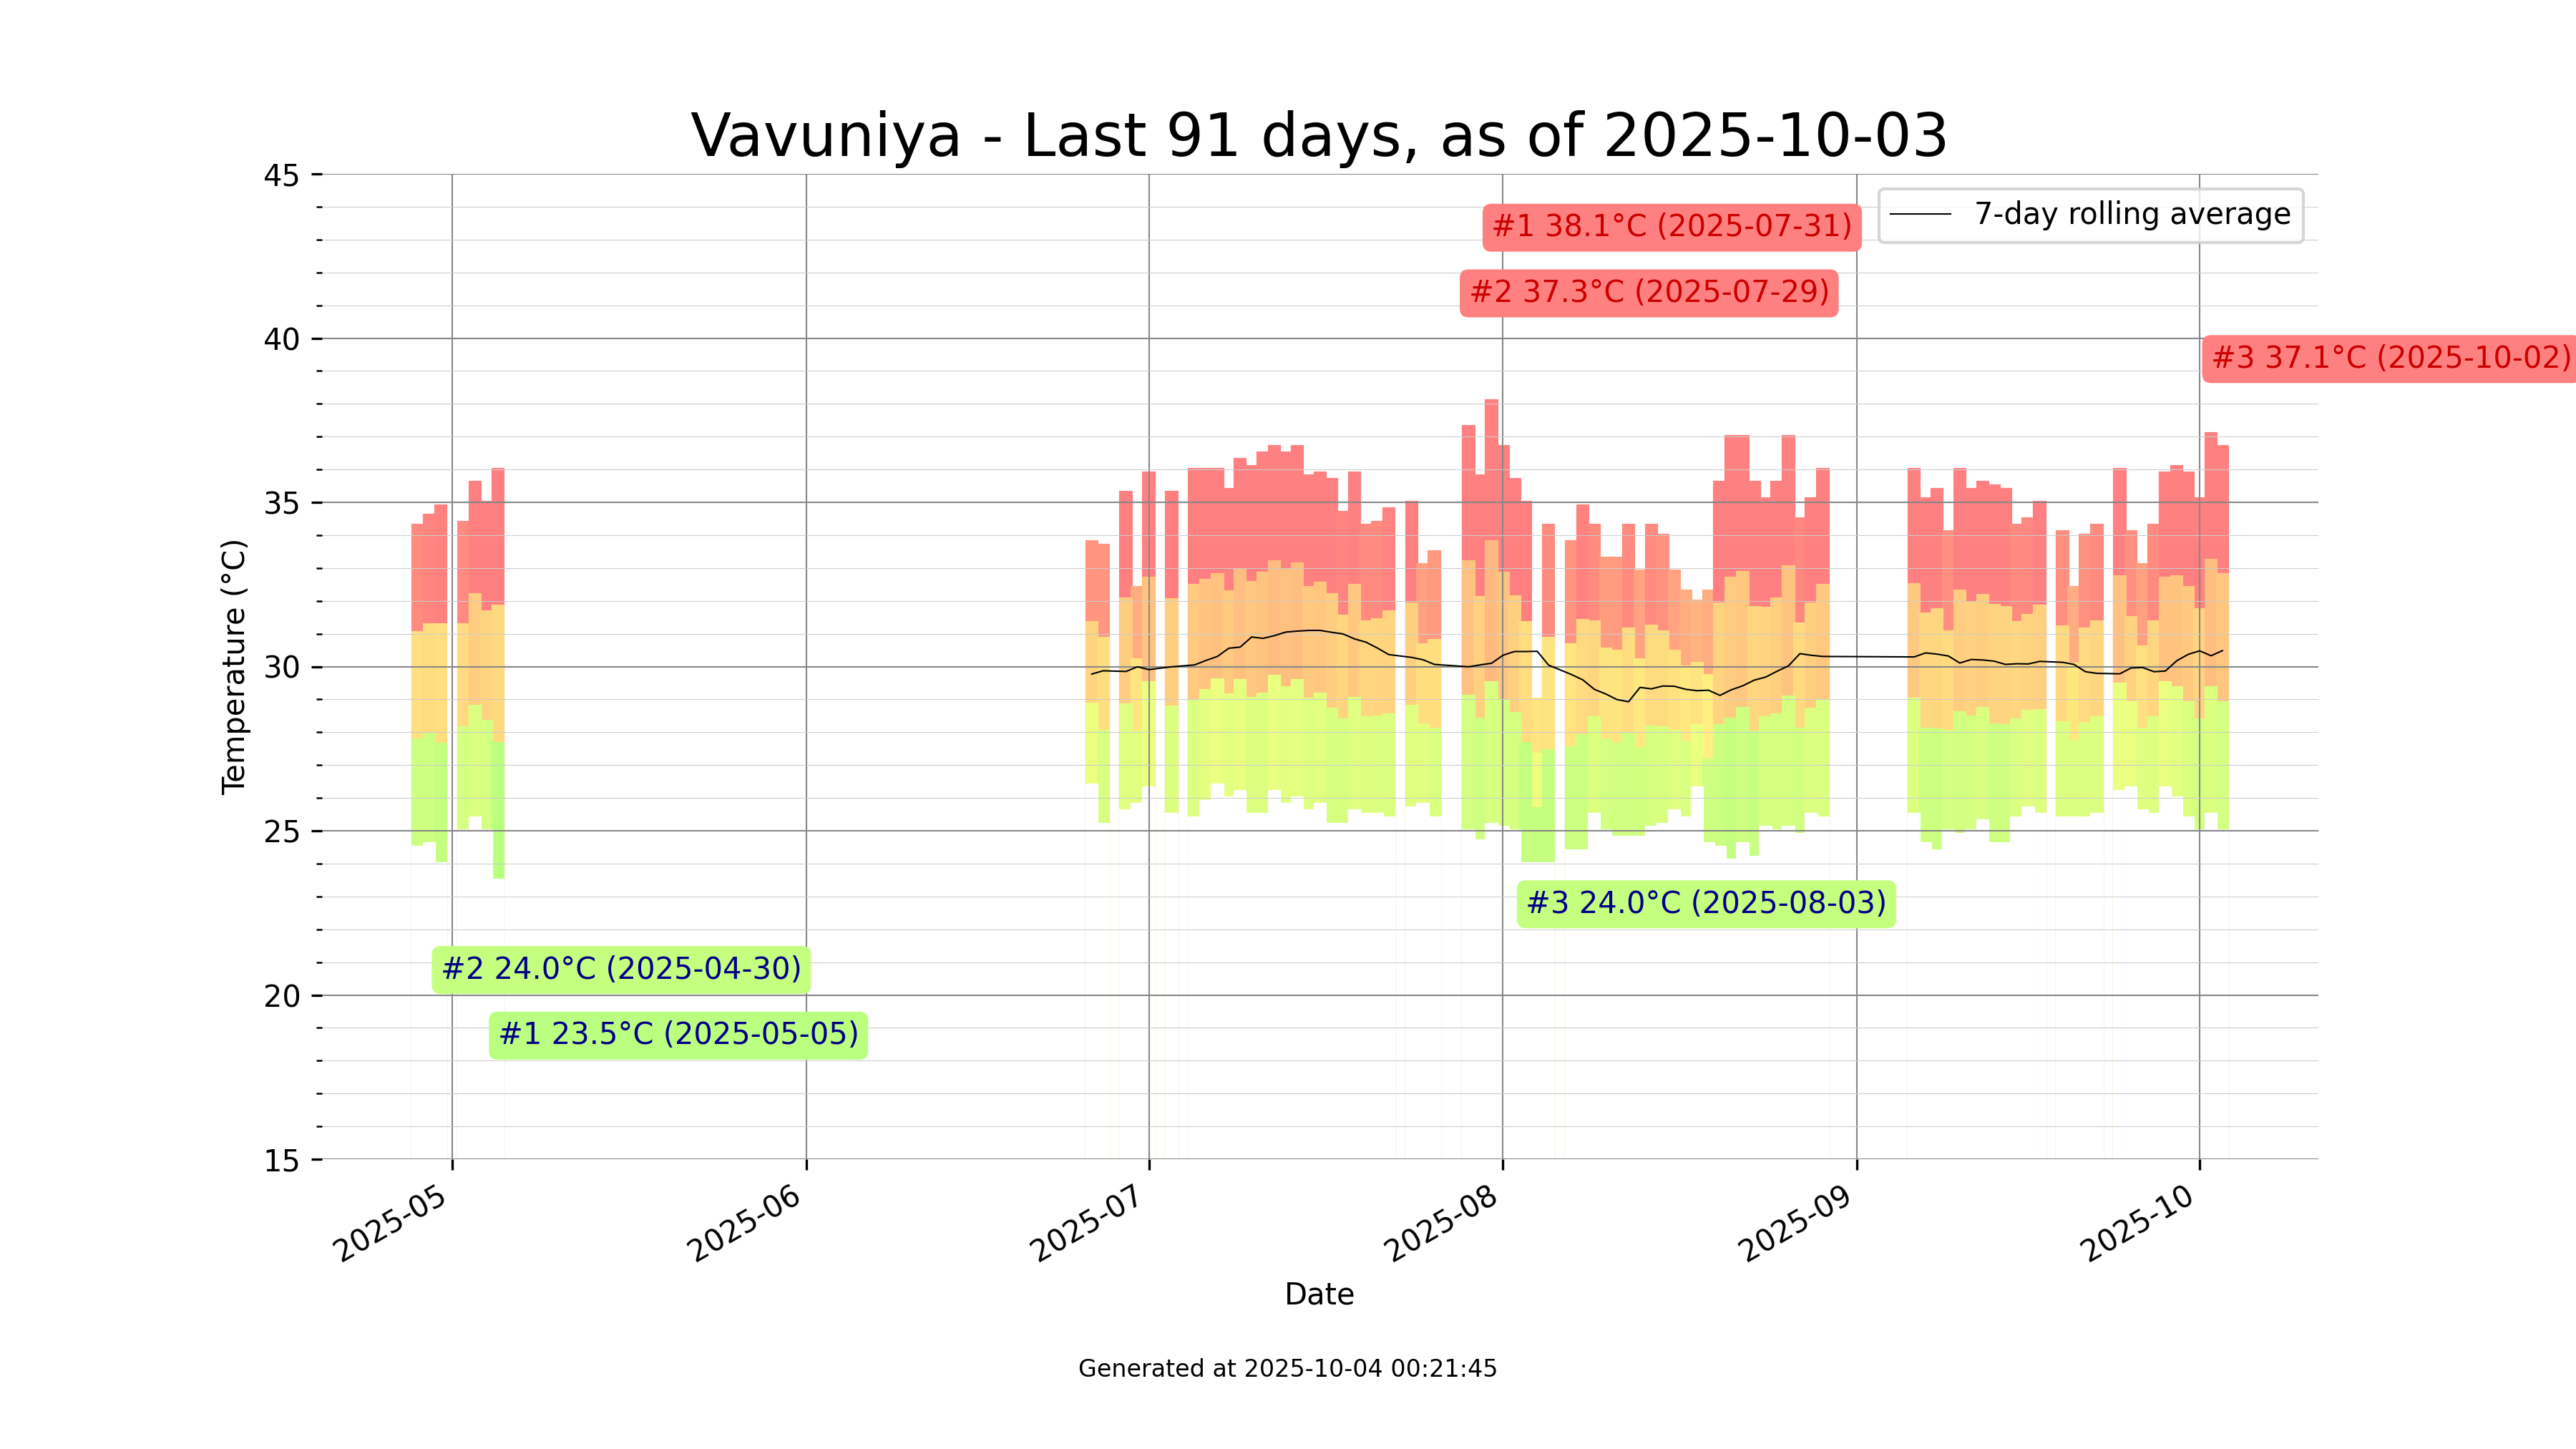 Vavuniya - Last 91 days, as of 2025-10-03
45
40
35
30
25
20
15
Temperature (°C)
7-day rolling average
#1 38.1°C (2025-07-31)
#2 37.3°C (2025-07-29)
#3 37.1°C (2025-10-02)
#3 24.0°C (2025-08-03)
#2 24.0°C (2025-04-30)
#1 23.5°C (2025-05-05)
2025-05
2025-06
2025-07
2025-08
2025-09
2025-10
Date
Generated at 2025-10-04 00:21:45